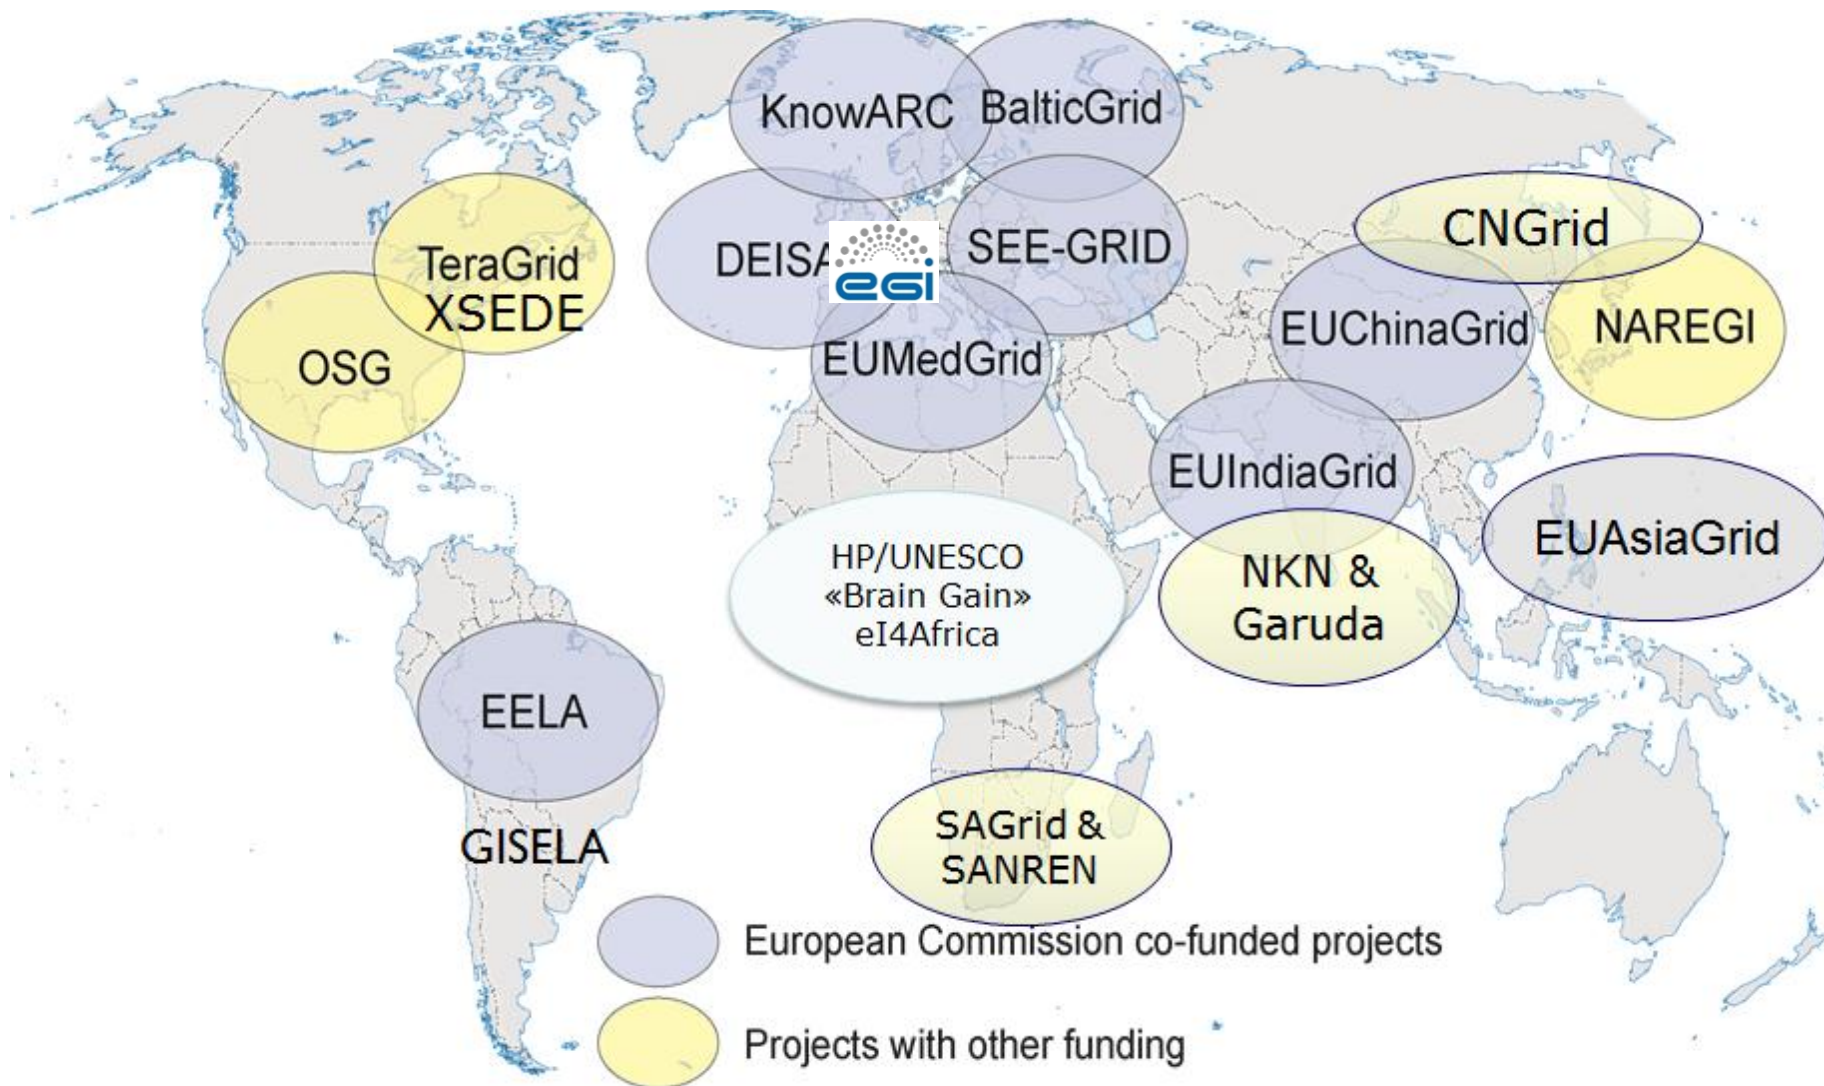 KnowARC
BalticGrid
CNGrid
TeraGrid
XSEDE
DEISA
egi
SEE-GRID
EUChinaGrid
NAREGI
OSG
EUMedGrid
EUIndiaGrid
EUAsiaGrid
HP/UNESCO
«Brain Gain»
eI4Africa
NKN &
Garuda
EELA
GISELA
SAGrid &
SANREN
European Commission co-funded projects
Projects with other funding